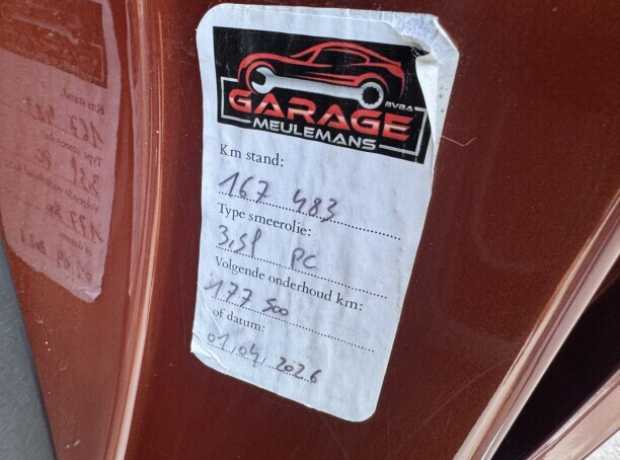 GARAGE
BVBA
MEULEMANS
Km stand:
167 483
Type smeerolie:
3,5l PC
Volgende onderhoud km:
177 500
of datum:
01/04/2026